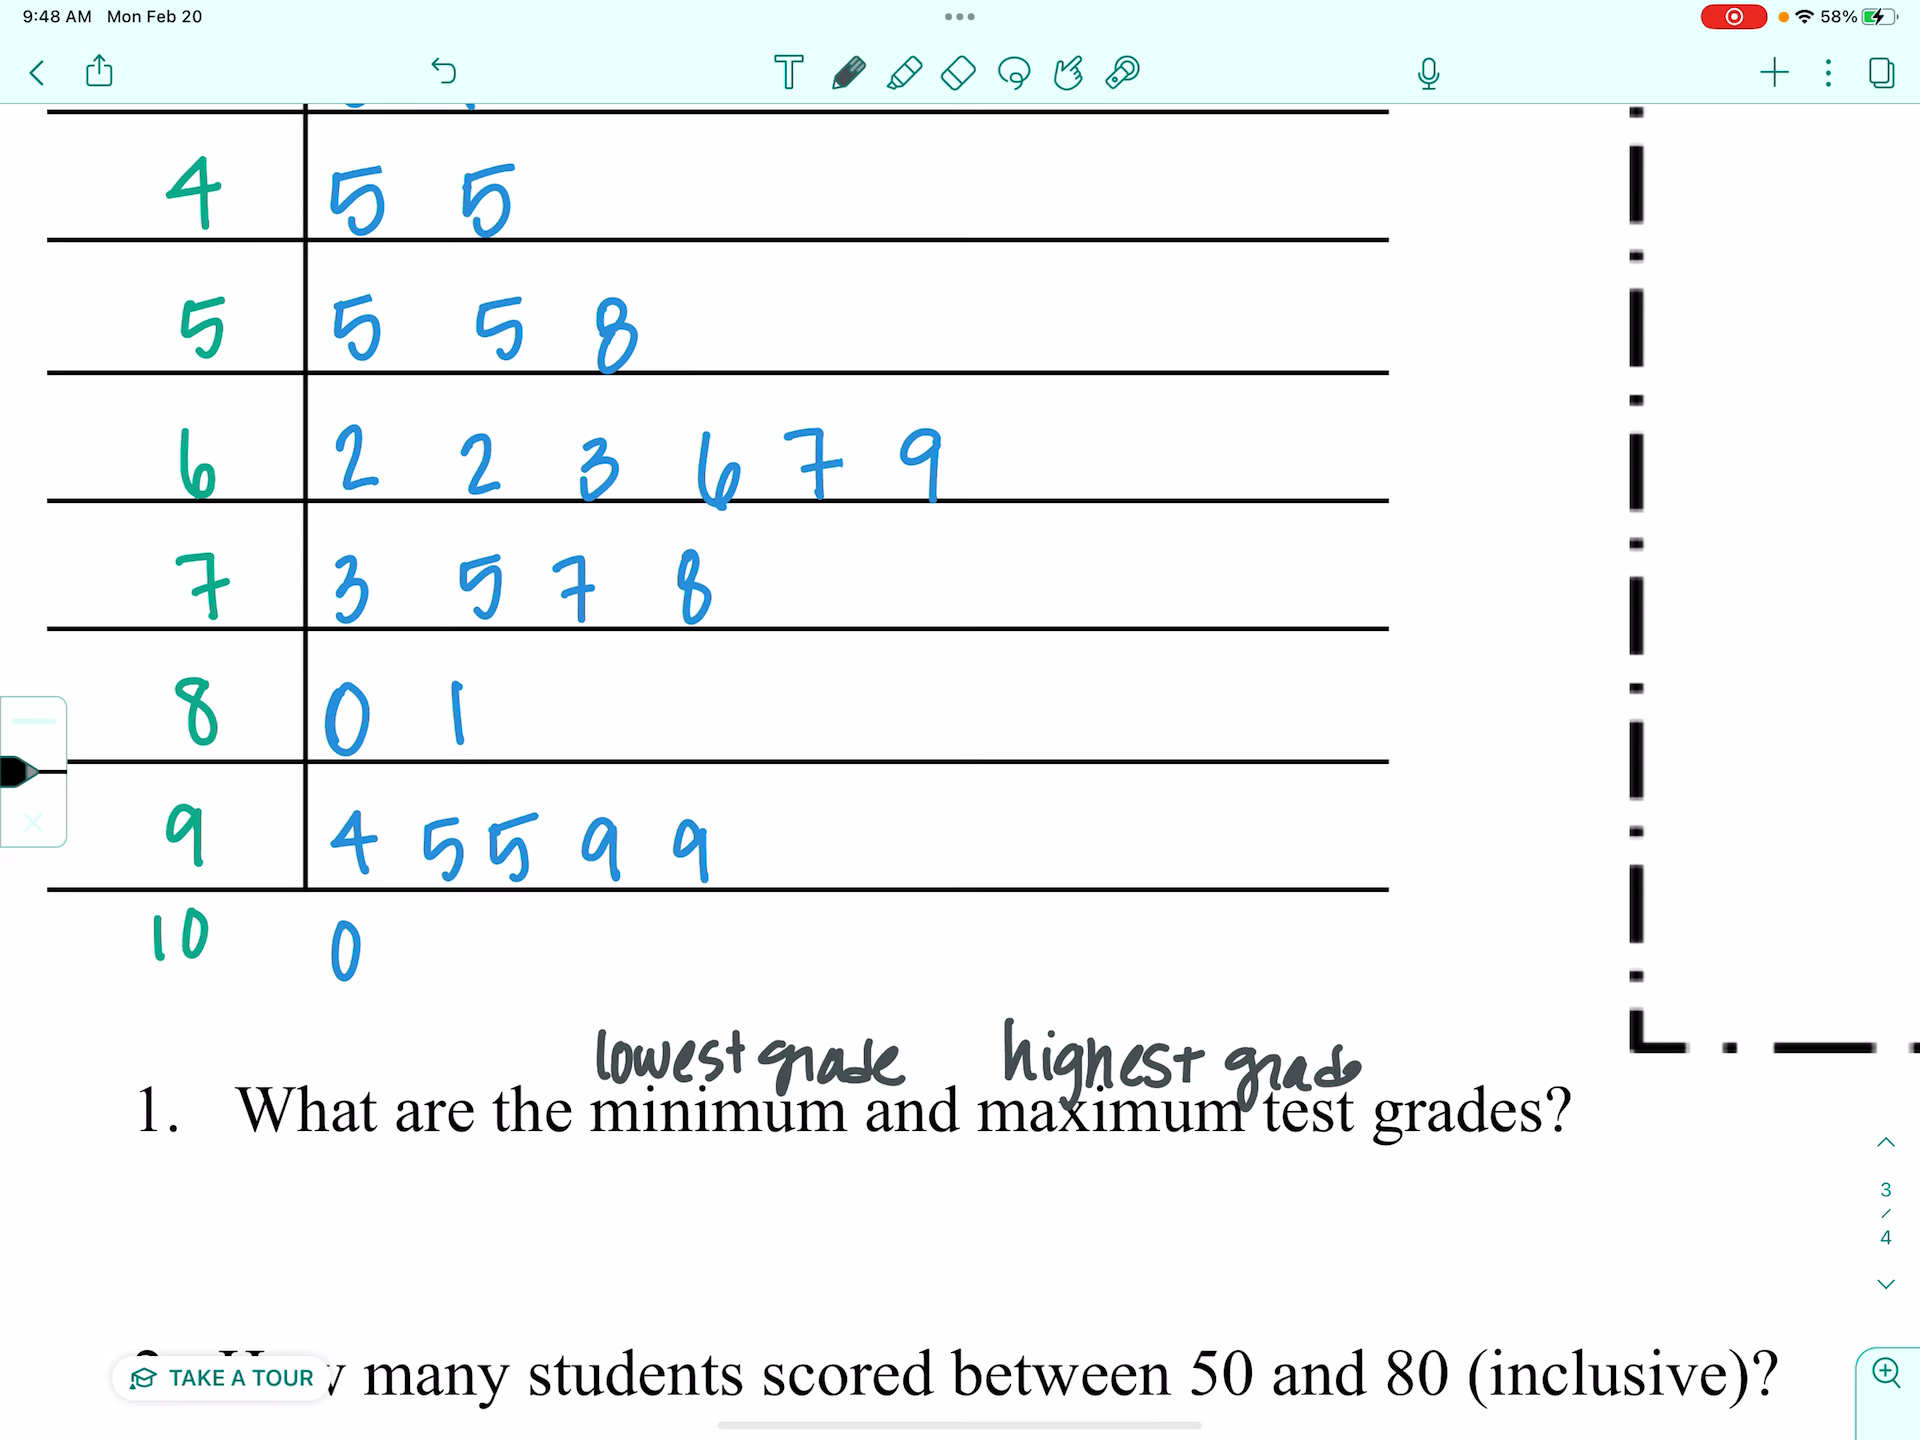 9:48 AM Mon Feb 20
58%
T
4 5 5
5 5 5 8
6 2 2 3 6 7 9
7 3 5 7 8
8 0 1
9 4 5 5 9 9
10 0
lowest grade highest grade
1. What are the minimum and maximum test grades?
3
/
4
many students scored between 50 and 80 (inclusive)?
TAKE A TOUR